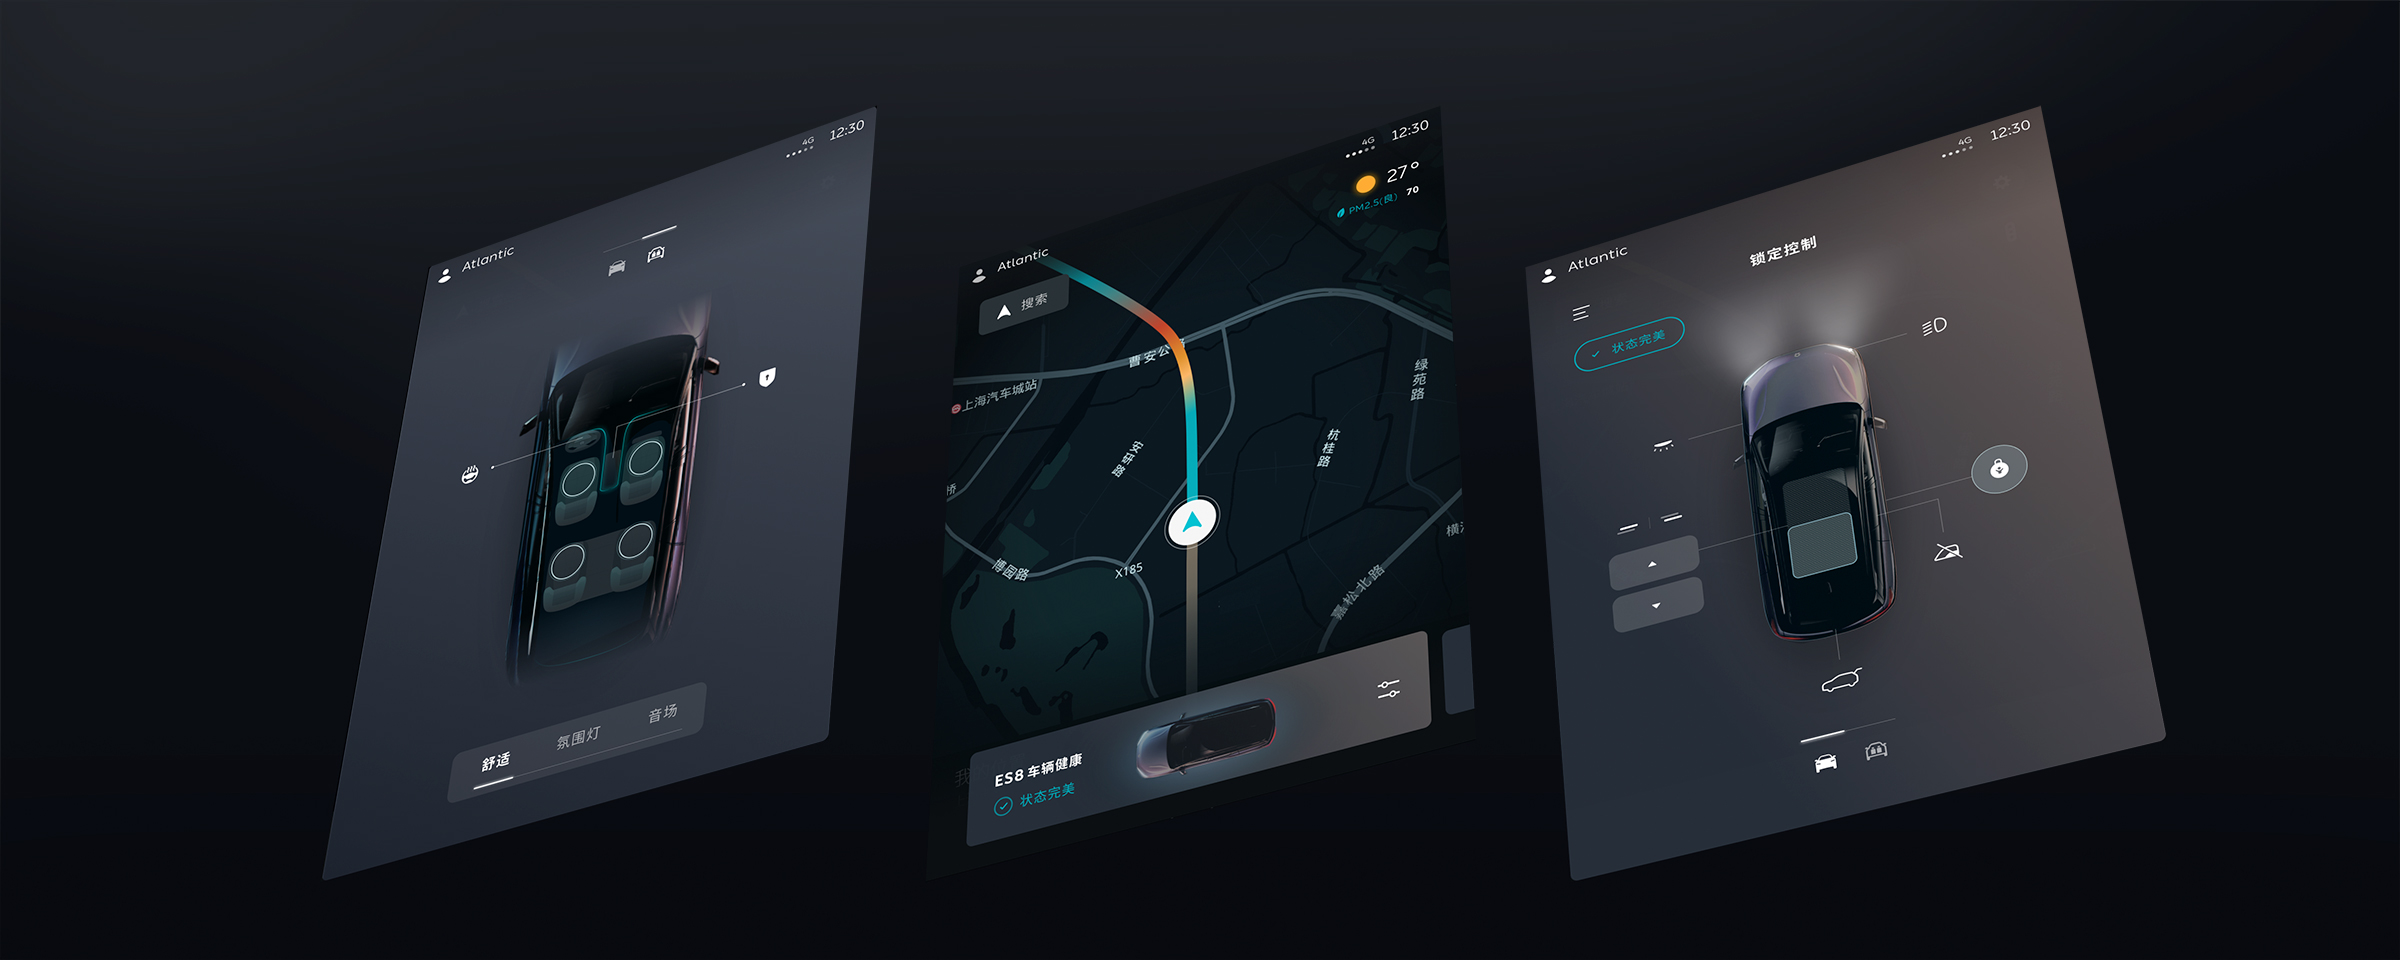 4G
12:30
Atlantic
舒适
氛围灯
音场
4G
12:30
27°
PM2.5(良) 70
Atlantic
搜索
曹安公路
上海汽车城站
绿苑路
安驰路
杭桂路
桥
博园路
X185
嘉松北路
横
我
ES8 车辆健康
状态完美
4G
12:30
Atlantic
锁定控制
状态完美